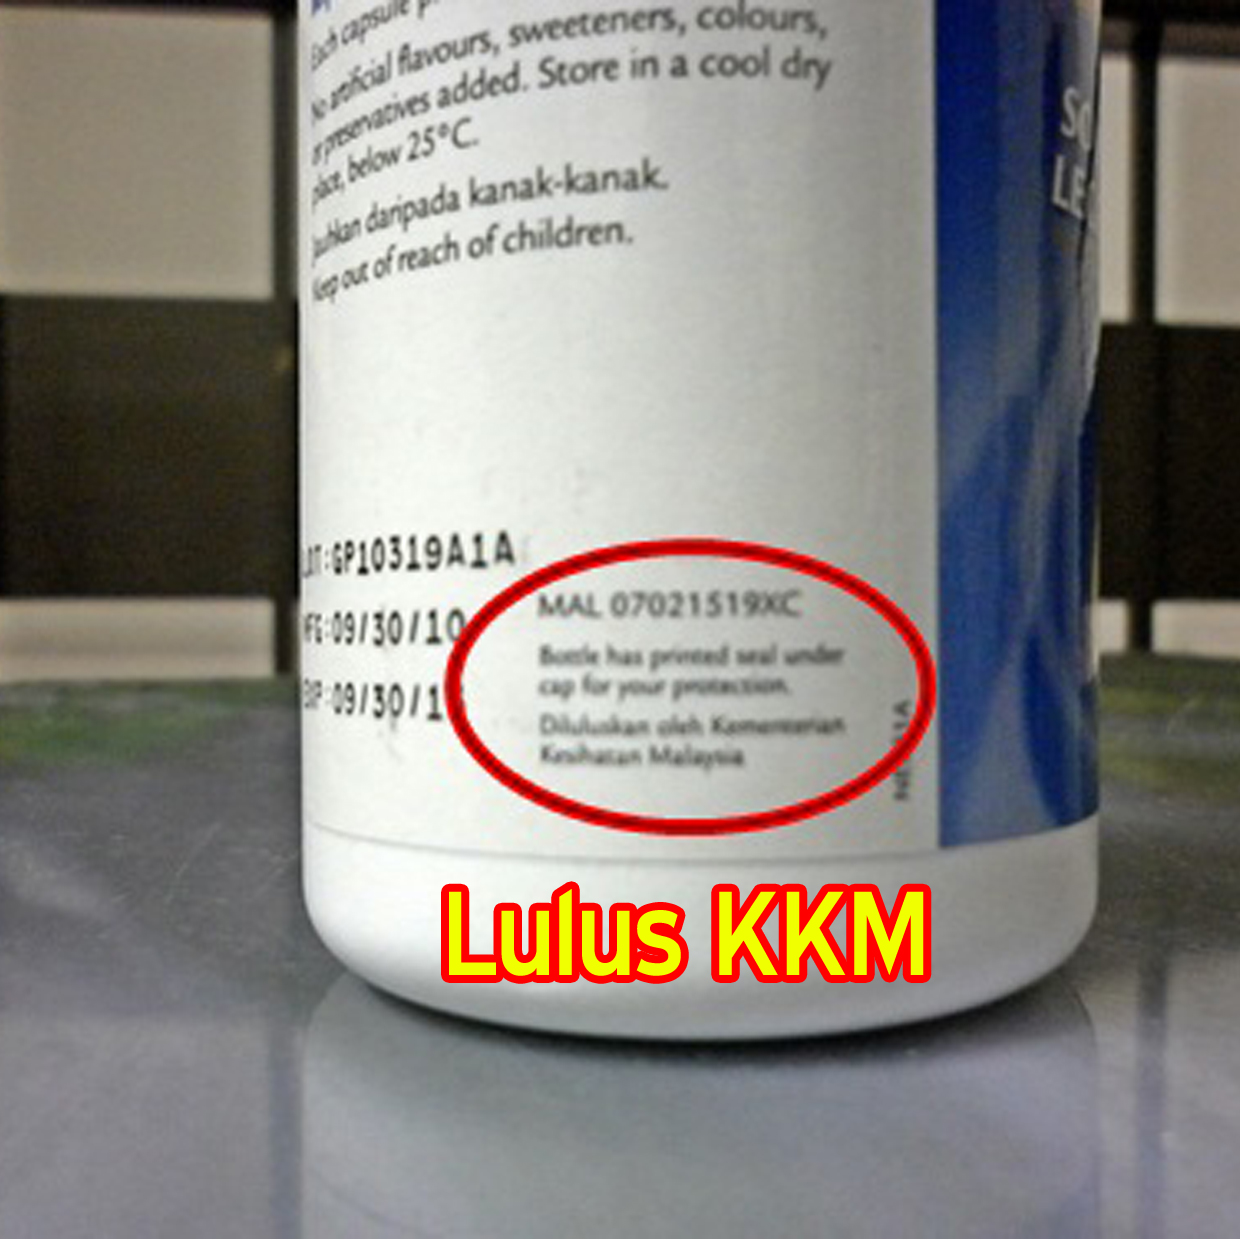 Each capsule
No artificial flavours, sweeteners, colours,
or preservatives added. Store in a cool dry
place, below 25°C.
Jauhkan daripada kanak-kanak.
Keep out of reach of children.
LOT:GP10319A1A
MFG:09/30/10
EXP:09/30/1
MAL 07021519XC
Bottle has printed seal under
cap for your protection.
Diluluskan oleh Kementerian
Kesihatan Malaysia
Lulus KKM